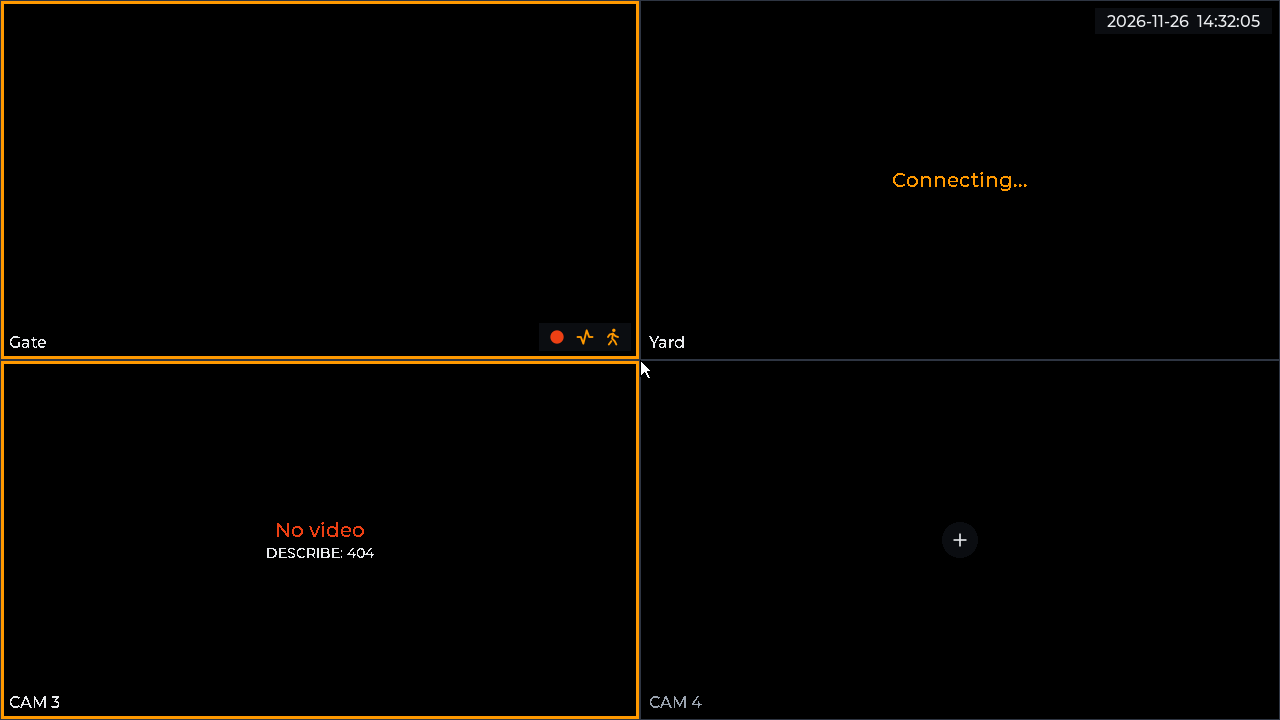 2026-11-26 14:32:05
Connecting...
Gate
Yard
No video
DESCRIBE: 404
CAM 3
CAM 4